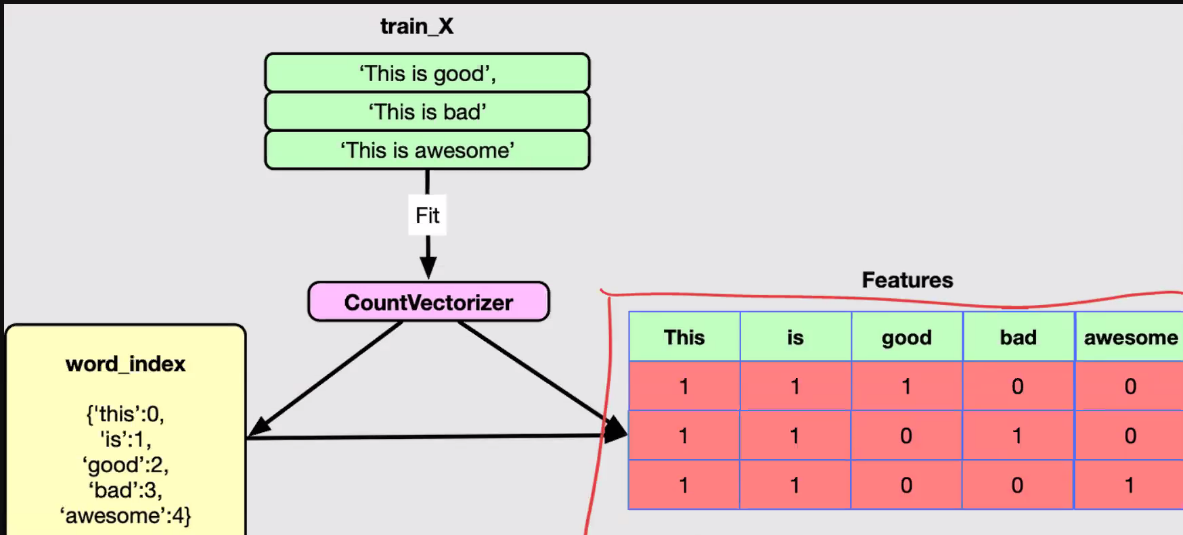 train_X
‘This is good’,
‘This is bad’
‘This is awesome’
Fit
CountVectorizer
word_index
{'this’:0,
'is’:1,
‘good’:2,
‘bad’:3,
‘awesome’:4}
Features
This is good bad awesome
1 1 1 0 0
1 1 0 1 0
1 1 0 0 1